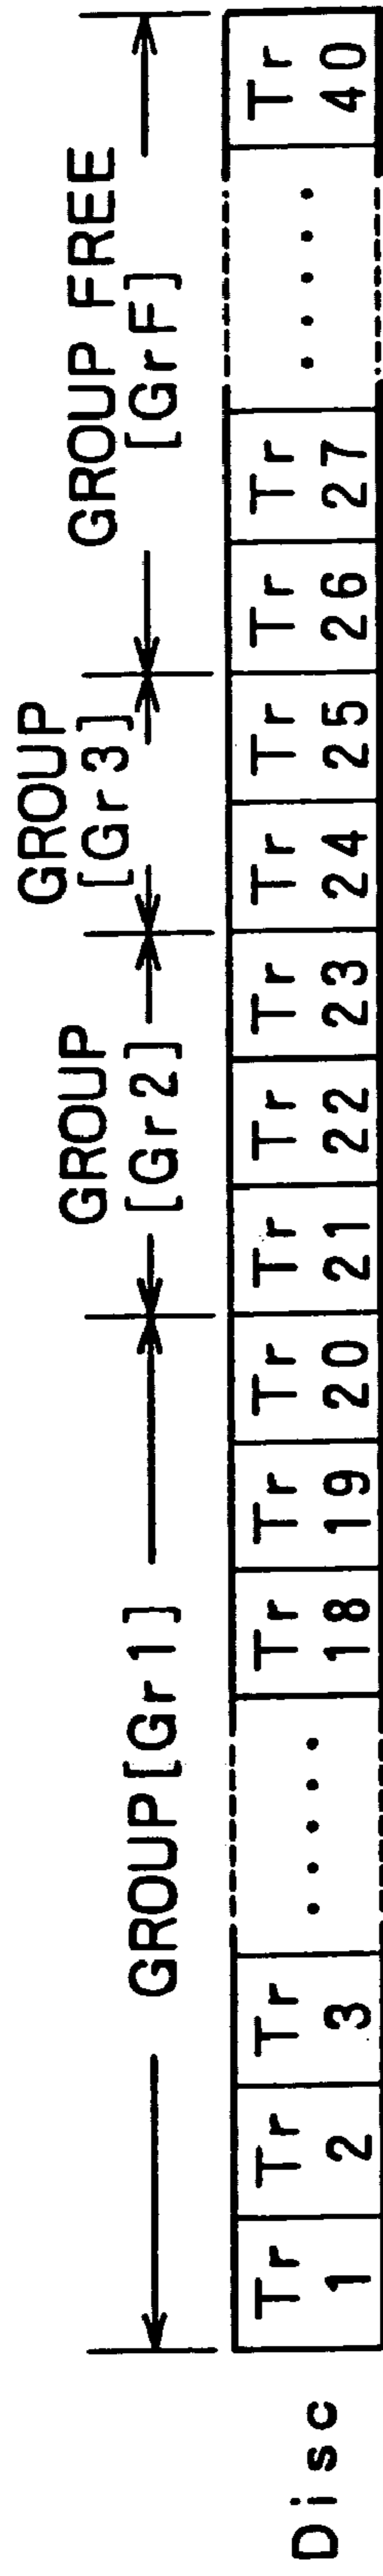 GROUP[Gr1]
GROUP
[Gr2]
GROUP
[Gr3]
GROUP FREE
[GrF]
Disc
Tr
1
Tr
2
Tr
3
.....
Tr
18
Tr
19
Tr
20
Tr
21
Tr
22
Tr
23
Tr
24
Tr
25
Tr
26
Tr
27
.....
Tr
40